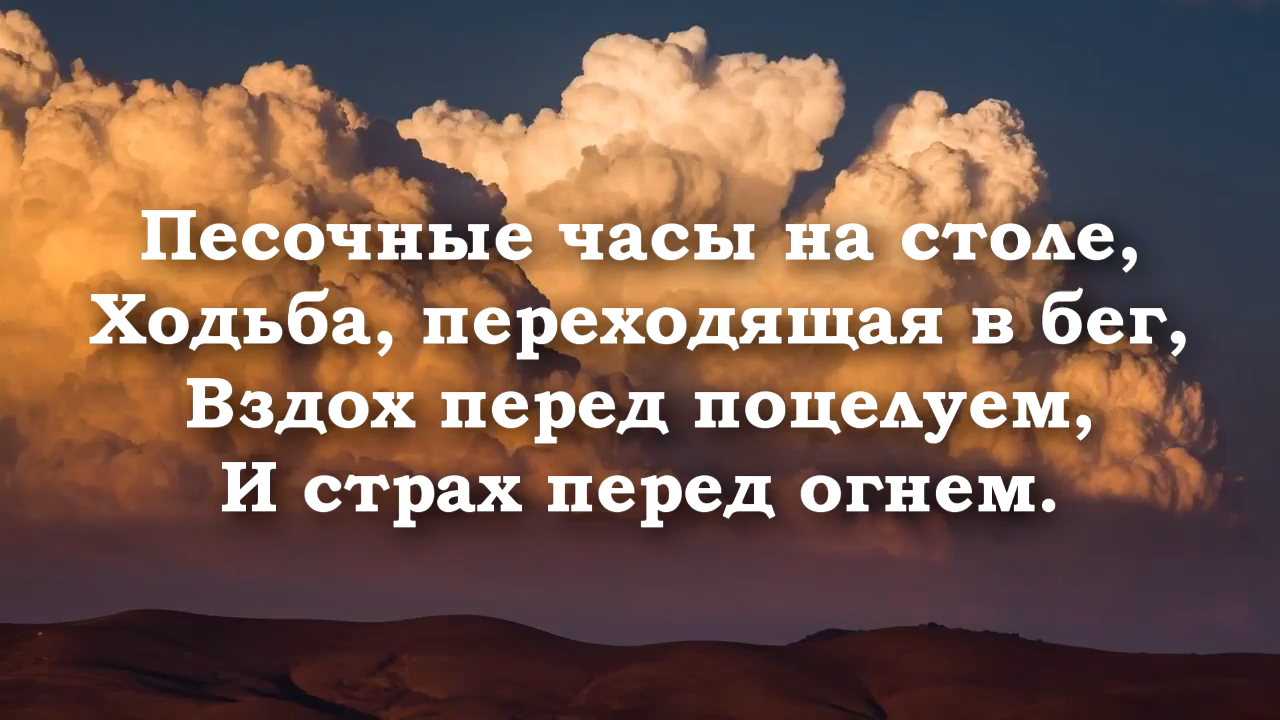 Песочные часы на столе,
Ходьба, переходящая в бег,
Вздох перед поцелуем,
И страх перед огнем.